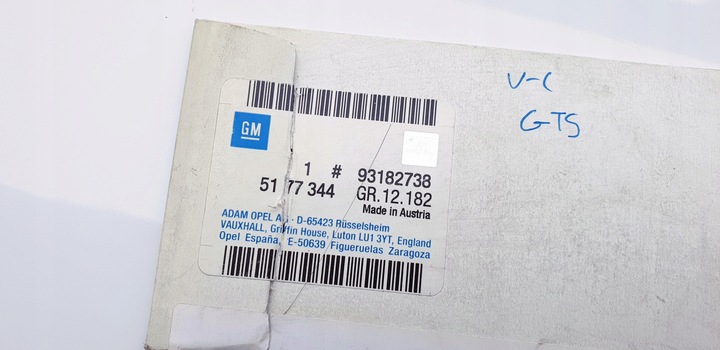 V-C
GTS
GM
1 # 93182738
51 77 344 GR.12.182
Made in Austria
ADAM OPEL AG · D-65423 Rüsselsheim
VAUXHALL, Griffin House, Luton LU1 3YT, England
Opel España, E-50639 Figueruelas Zaragoza